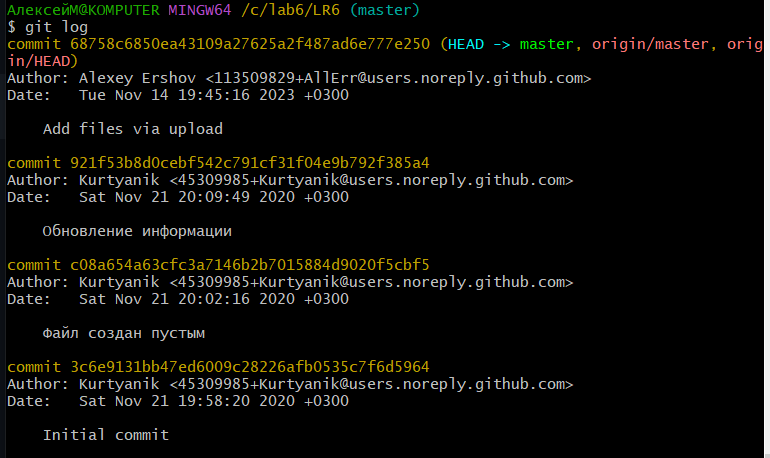 АлексейМ@KOMPUTER MINGW64 /c/lab6/LR6 (master)
$ git log
commit 68758c6850ea43109a27625a2f487ad6e777e250 (HEAD -> master, origin/master, orig
in/HEAD)
Author: Alexey Ershov <113509829+AllErr@users.noreply.github.com>
Date:   Tue Nov 14 19:45:16 2023 +0300
    Add files via upload
commit 921f53b8d0cebf542c791cf31f04e9b792f385a4
Author: Kurtyanik <45309985+Kurtyanik@users.noreply.github.com>
Date:   Sat Nov 21 20:09:49 2020 +0300
    Обновление информации
commit c08a654a63cfc3a7146b2b7015884d9020f5cbf5
Author: Kurtyanik <45309985+Kurtyanik@users.noreply.github.com>
Date:   Sat Nov 21 20:02:16 2020 +0300
    Файл создан пустым
commit 3c6e9131bb47ed6009c28226afb0535c7f6d5964
Author: Kurtyanik <45309985+Kurtyanik@users.noreply.github.com>
Date:   Sat Nov 21 19:58:20 2020 +0300
    Initial commit